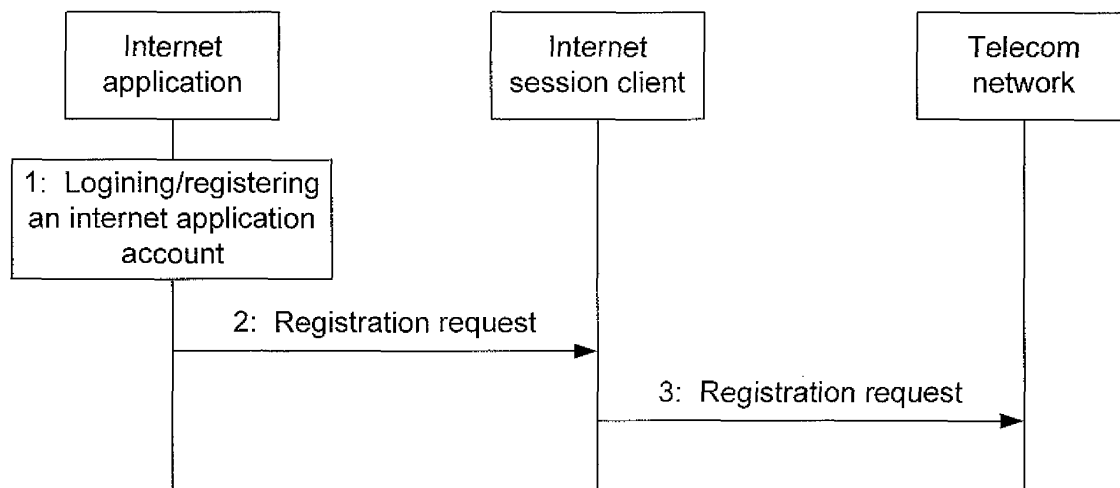 Internet
application
Internet
session client
Telecom
network
1: Logining/registering
an internet application
account
2: Registration request
3: Registration request